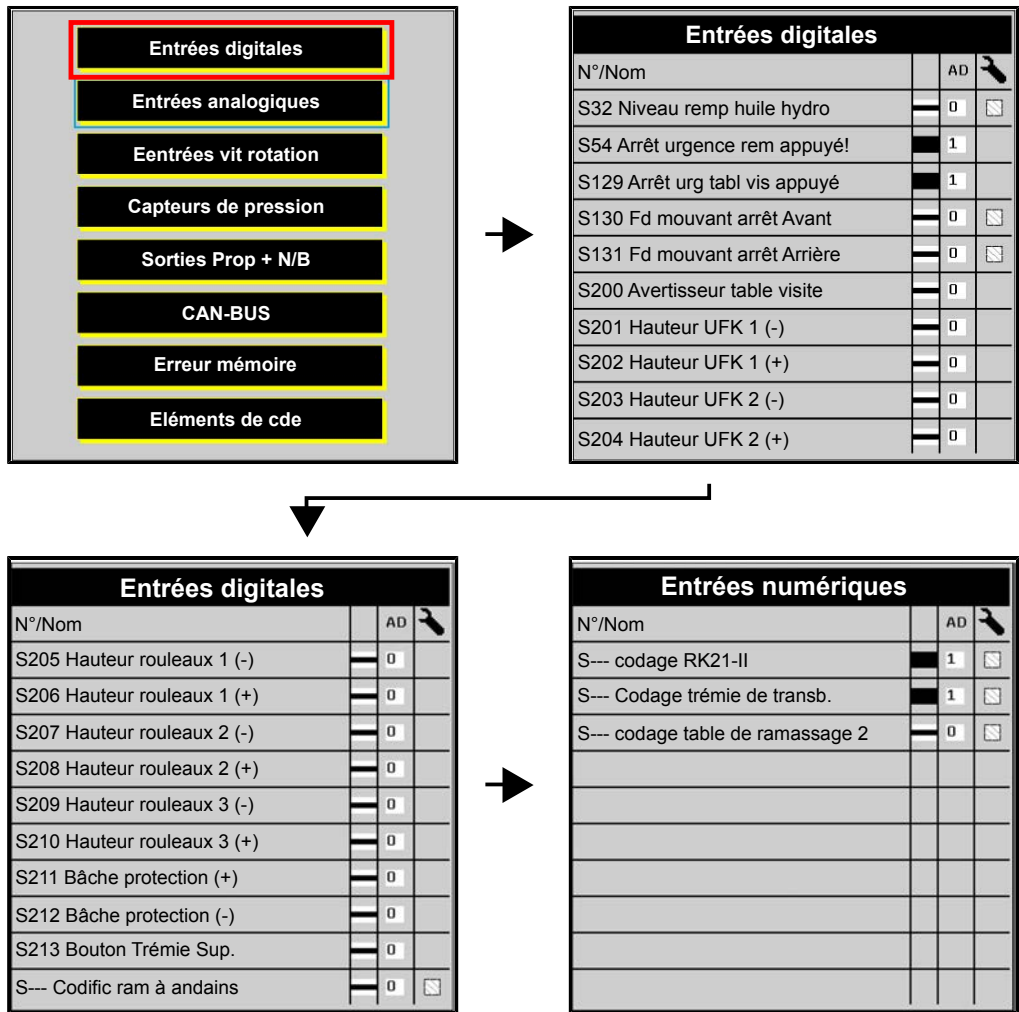 Entrées digitales
Entrées analogiques
Eentrées vit rotation
Capteurs de pression
Sorties Prop + N/B
CAN-BUS
Erreur mémoire
Eléments de cde
Entrées digitales
N°/Nom AD
S32 Niveau remp huile hydro 0
S54 Arrêt urgence rem appuyé! 1
S129 Arrêt urg tabl vis appuyé 1
S130 Fd mouvant arrêt Avant 0
S131 Fd mouvant arrêt Arrière 0
S200 Avertisseur table visite 0
S201 Hauteur UFK 1 (-) 0
S202 Hauteur UFK 1 (+) 0
S203 Hauteur UFK 2 (-) 0
S204 Hauteur UFK 2 (+) 0
Entrées digitales
N°/Nom AD
S205 Hauteur rouleaux 1 (-) 0
S206 Hauteur rouleaux 1 (+) 0
S207 Hauteur rouleaux 2 (-) 0
S208 Hauteur rouleaux 2 (+) 0
S209 Hauteur rouleaux 3 (-) 0
S210 Hauteur rouleaux 3 (+) 0
S211 Bâche protection (+) 0
S212 Bâche protection (-) 0
S213 Bouton Trémie Sup. 0
S--- Codific ram à andains 0
Entrées numériques
N°/Nom AD
S--- codage RK21-II 1
S--- Codage trémie de transb. 1
S--- codage table de ramassage 2 0